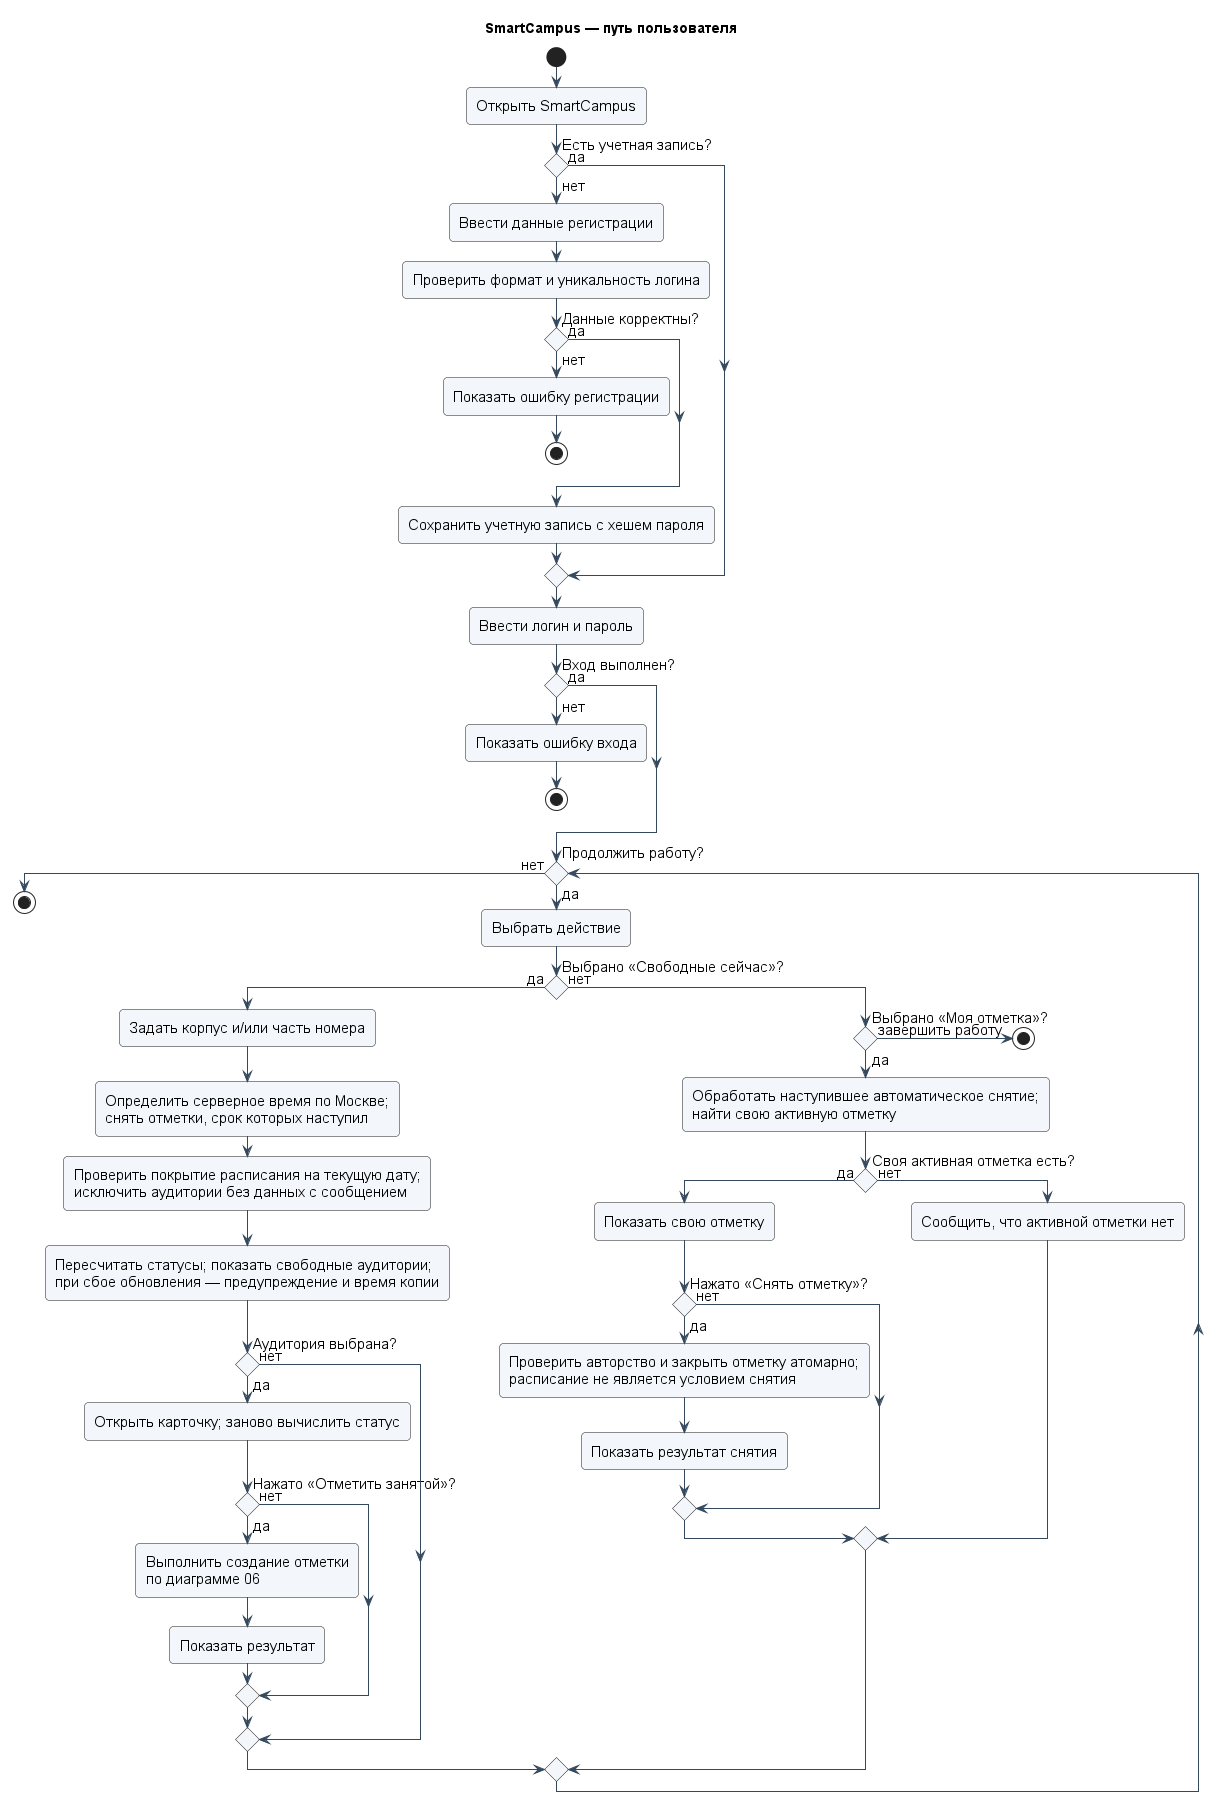 SmartCampus — путь пользователя
Открыть SmartCampus
Есть учетная запись?
да
нет
Ввести данные регистрации
Проверить формат и уникальность логина
Данные корректны?
да
нет
Показать ошибку регистрации
Сохранить учетную запись с хешем пароля
Ввести логин и пароль
Вход выполнен?
да
нет
Показать ошибку входа
Продолжить работу?
нет
да
Выбрать действие
Выбрано «Свободные сейчас»?
да
нет
Задать корпус и/или часть номера
Определить серверное время по Москве;
снять отметки, срок которых наступил
Проверить покрытие расписания на текущую дату;
исключить аудитории без данных с сообщением
Пересчитать статусы; показать свободные аудитории;
при сбое обновления — предупреждение и время копии
Аудитория выбрана?
нет
да
Открыть карточку; заново вычислить статус
Нажато «Отметить занятой»?
нет
да
Выполнить создание отметки
по диаграмме 06
Показать результат
Выбрано «Моя отметка»?
завершить работу
да
Обработать наступившее автоматическое снятие;
найти свою активную отметку
Своя активная отметка есть?
да
нет
Показать свою отметку
Сообщить, что активной отметки нет
Нажато «Снять отметку»?
нет
да
Проверить авторство и закрыть отметку атомарно;
расписание не является условием снятия
Показать результат снятия